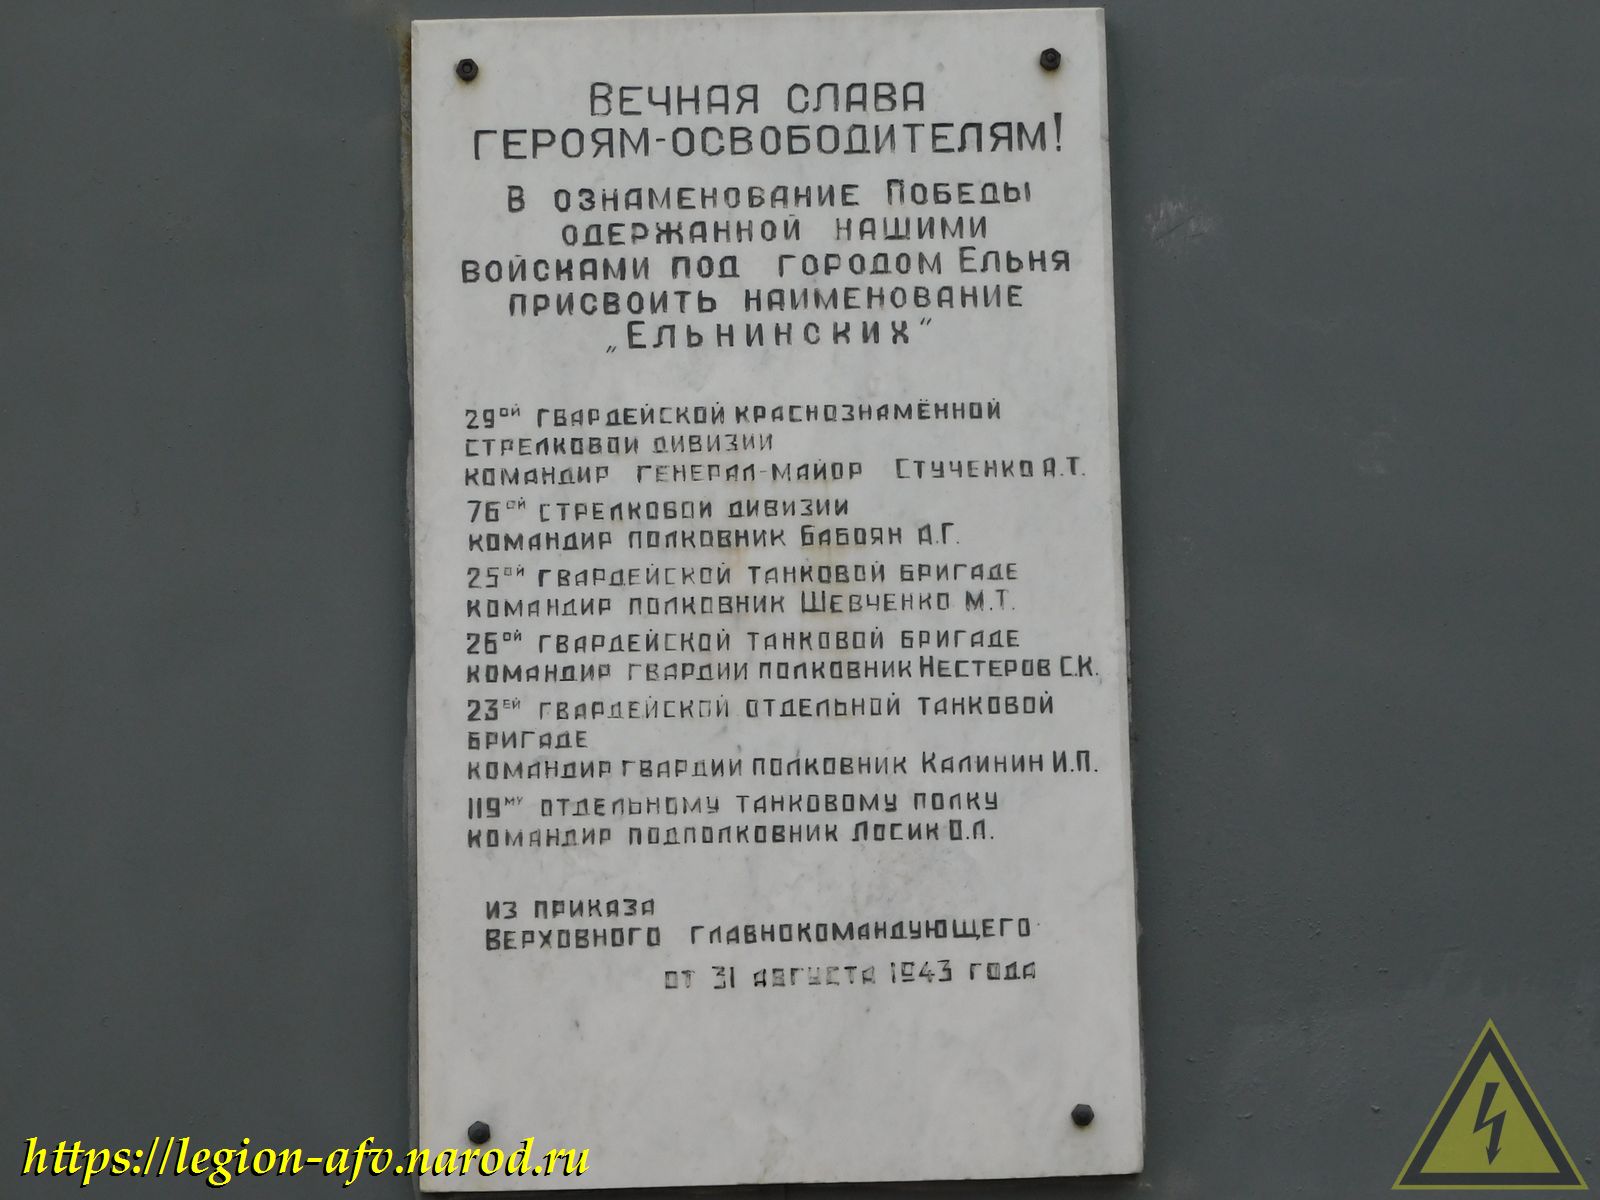 ВЕЧНАЯ СЛАВА
ГЕРОЯМ-ОСВОБОДИТЕЛЯМ!
В ОЗНАМЕНОВАНИЕ ПОБЕДЫ
ОДЕРЖАННОЙ НАШИМИ
ВОЙСКАМИ ПОД ГОРОДОМ ЕЛЬНЯ
ПРИСВОИТЬ НАИМЕНОВАНИЕ
„ЕЛЬНИНСКИХ"
29ОЙ ГВАРДЕЙСКОЙ КРАСНОЗНАМЁННОЙ
СТРЕЛКОВОЙ ДИВИЗИИ
КОМАНДИР ГЕНЕРАЛ-МАЙОР СТУЧЕНКО А.Т.
76ОЙ СТРЕЛКОВОЙ ДИВИЗИИ
КОМАНДИР ПОЛКОВНИК БАБОЯН А.Г.
25ОЙ ГВАРДЕЙСКОЙ ТАНКОВОЙ БРИГАДЕ
КОМАНДИР ПОЛКОВНИК ШЕВЧЕНКО М.Т.
26ОЙ ГВАРДЕЙСКОЙ ТАНКОВОЙ БРИГАДЕ
КОМАНДИР ГВАРДИИ ПОЛКОВНИК НЕСТЕРОВ С.К.
23ЕЙ ГВАРДЕЙСКОЙ ОТДЕЛЬНОЙ ТАНКОВОЙ
БРИГАДЕ
КОМАНДИР ГВАРДИИ ПОЛКОВНИК КАЛИНИН И.П.
119МУ ОТДЕЛЬНОМУ ТАНКОВОМУ ПОЛКУ
КОМАНДИР ПОДПОЛКОВНИК ЛОСИК О.Л.
ИЗ ПРИКАЗА
ВЕРХОВНОГО ГЛАВНОКОМАНДУЮЩЕГО
ОТ 31 АВГУСТА 1943 ГОДА
https://legion-afv.narod.ru